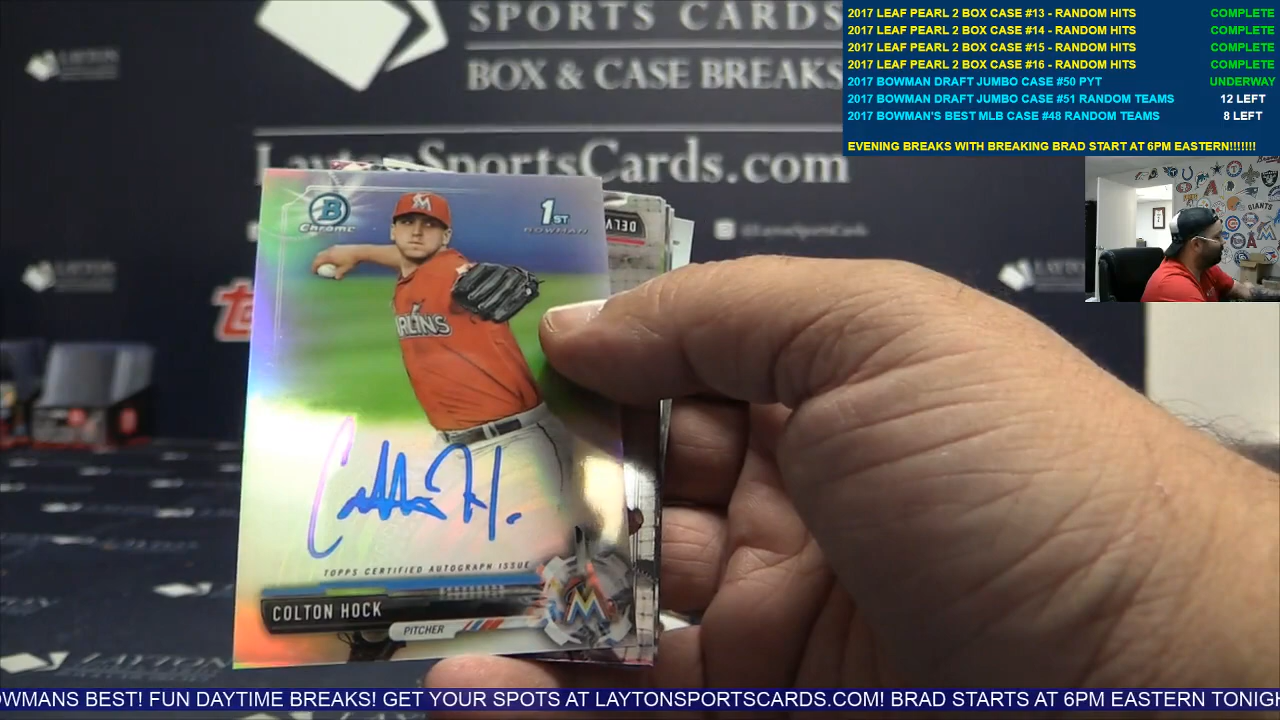 SPORTS CARDS
BOX & CASE BREAKS
LaytonSportsCards.com
2017 LEAF PEARL 2 BOX CASE #13 - RANDOM HITS COMPLETE
2017 LEAF PEARL 2 BOX CASE #14 - RANDOM HITS COMPLETE
2017 LEAF PEARL 2 BOX CASE #15 - RANDOM HITS COMPLETE
2017 LEAF PEARL 2 BOX CASE #16 - RANDOM HITS COMPLETE
2017 BOWMAN DRAFT JUMBO CASE #50 PYT UNDERWAY
2017 BOWMAN DRAFT JUMBO CASE #51 RANDOM TEAMS 12 LEFT
2017 BOWMAN'S BEST MLB CASE #48 RANDOM TEAMS 8 LEFT
EVENING BREAKS WITH BREAKING BRAD START AT 6PM EASTERN!!!!!!!
GIANTS
LAYTON
B
Chrome
1ST
BOWMAN
DELV
M
RLINS
TOPPS CERTIFIED AUTOGRAPH ISSUE
COLTON HOCK
PITCHER
M
OWMANS BEST! FUN DAYTIME BREAKS! GET YOUR SPOTS AT LAYTONSPORTSCARDS.COM! BRAD STARTS AT 6PM EASTERN TONIG